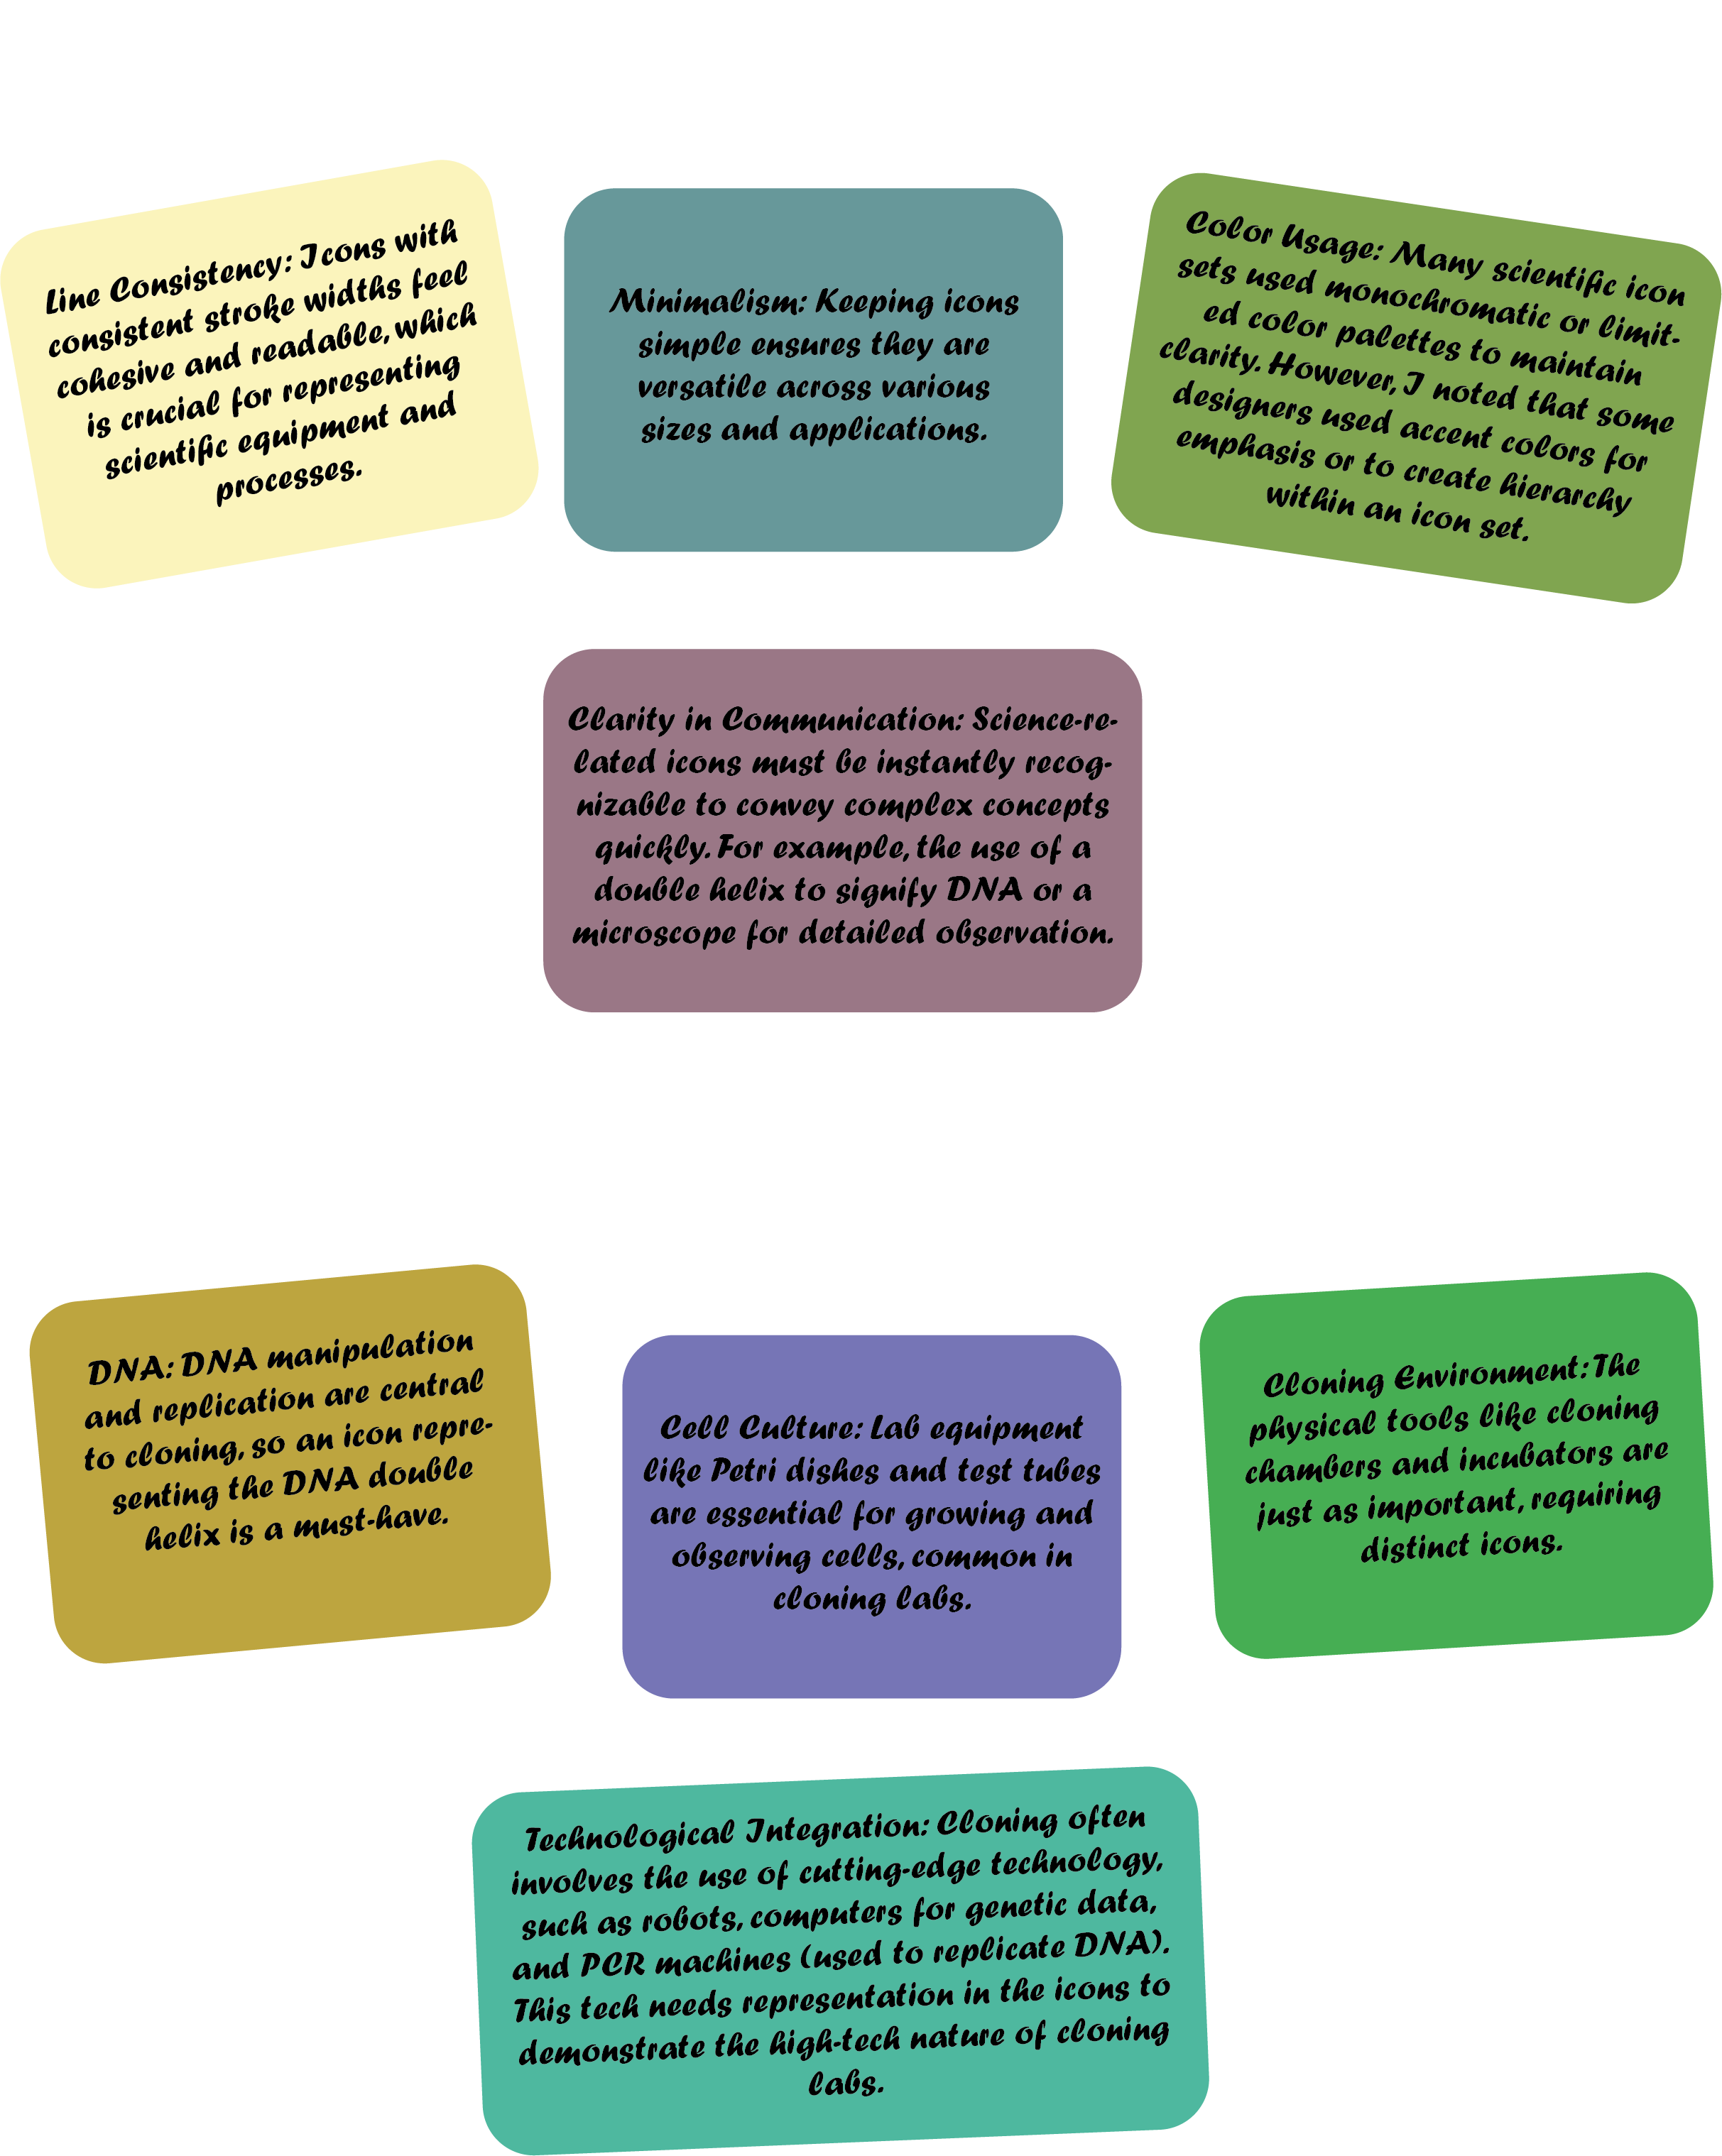 Line Consistency: Icons with
consistent stroke widths feel
cohesive and readable, which
is crucial for representing
scientific equipment and
processes.
Minimalism: Keeping icons
simple ensures they are
versatile across various
sizes and applications.
Color Usage: Many scientific icon
sets used monochromatic or limit-
ed color palettes to maintain
clarity. However, I noted that some
designers used accent colors for
emphasis or to create hierarchy
within an icon set.
Clarity in Communication: Science-re-
lated icons must be instantly recog-
nizable to convey complex concepts
quickly. For example, the use of a
double helix to signify DNA or a
microscope for detailed observation.
DNA: DNA manipulation
and replication are central
to cloning, so an icon repre-
senting the DNA double
helix is a must-have.
Cell Culture: Lab equipment
like Petri dishes and test tubes
are essential for growing and
observing cells, common in
cloning labs.
Cloning Environment: The
physical tools like cloning
chambers and incubators are
just as important, requiring
distinct icons.
Technological Integration: Cloning often
involves the use of cutting-edge technology,
such as robots, computers for genetic data,
and PCR machines (used to replicate DNA).
This tech needs representation in the icons to
demonstrate the high-tech nature of cloning
labs.